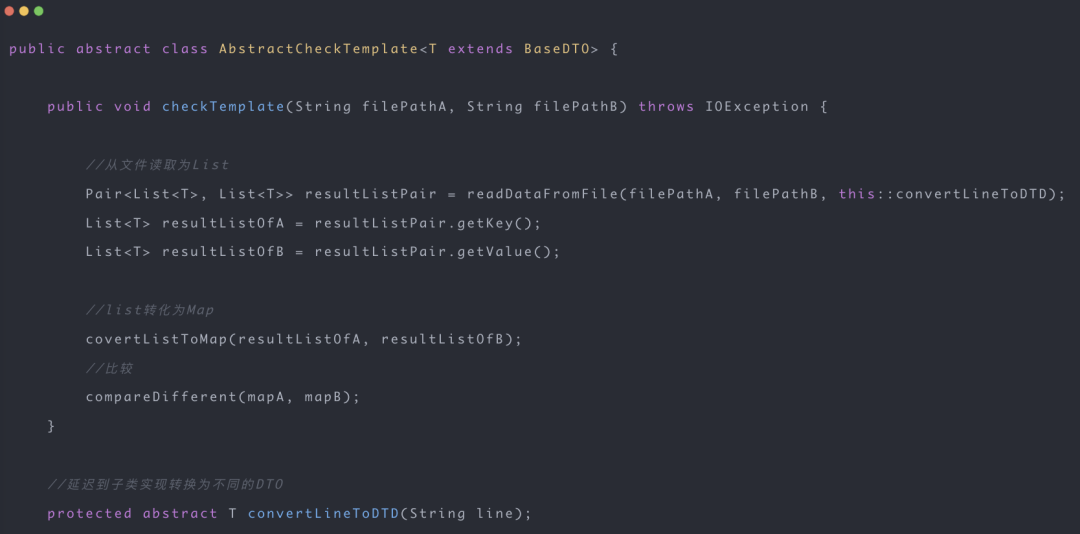 public abstract class AbstractCheckTemplate<T extends BaseDTO> {
public void checkTemplate(String filePathA, String filePathB) throws IOException {
//从文件读取为List
Pair<List<T>, List<T>> resultListPair = readDataFromFile(filePathA, filePathB, this::convertLineToDTD);
List<T> resultListOfA = resultListPair.getKey();
List<T> resultListOfB = resultListPair.getValue();
//list转化为Map
covertListToMap(resultListOfA, resultListOfB);
//比较
compareDifferent(mapA, mapB);
}
//延迟到子类实现转换为不同的DTO
protected abstract T convertLineToDTD(String line);